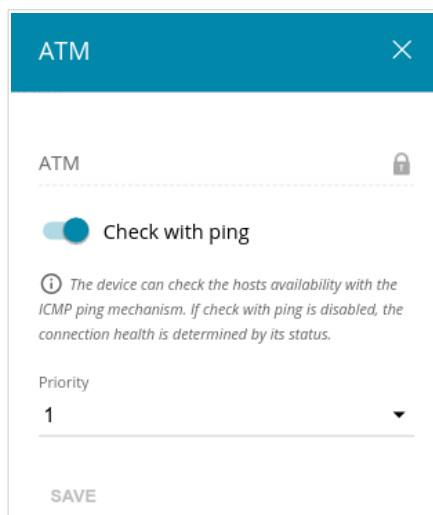 ATM
ATM
Check with ping
The device can check the hosts availability with the
ICMP ping mechanism. If check with ping is disabled, the
connection health is determined by its status.
Priority
1
SAVE